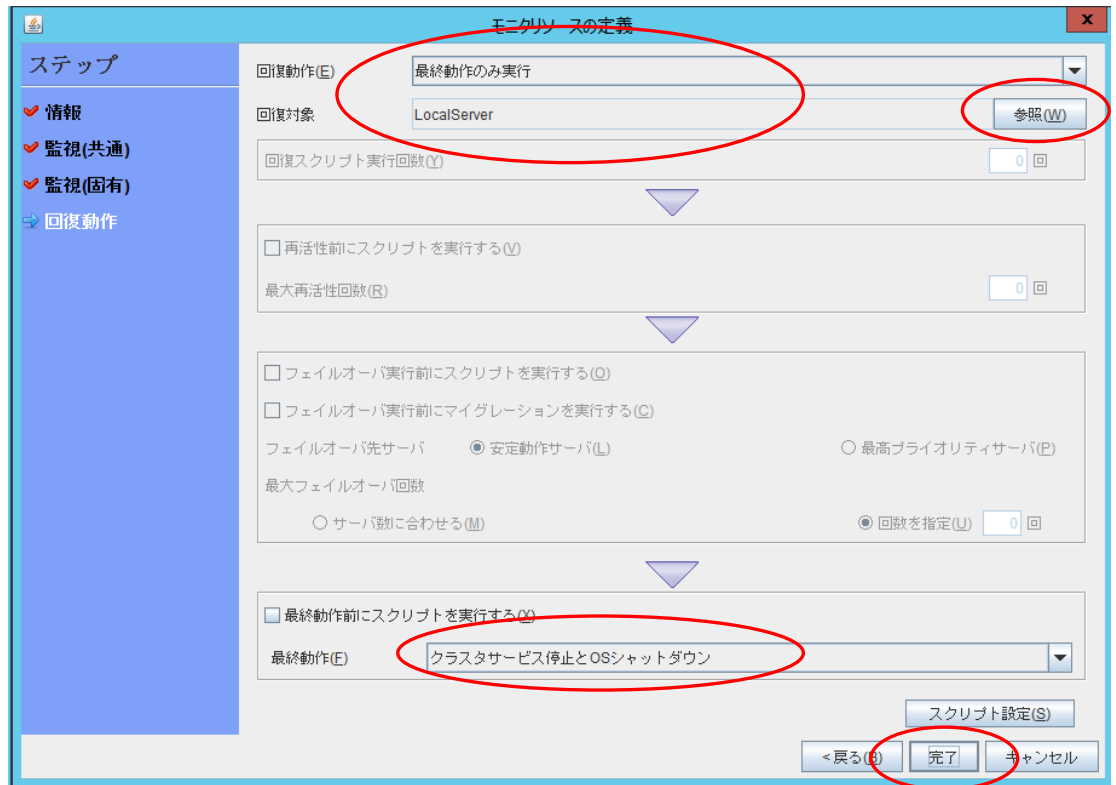 モニタリソースの定義
X
ステップ
情報
監視(共通)
監視(固有)
回復動作
回復動作(E) 最終動作のみ実行
回復対象 LocalServer 参照(W)
回復スクリプト実行回数(Y) 0 回
再活性前にスクリプトを実行する(V)
最大再活性回数(R) 0 回
フェイルオーバ実行前にスクリプトを実行する(O)
フェイルオーバ実行前にマイグレーションを実行する(C)
フェイルオーバ先サーバ 安定動作サーバ(L) 最高プライオリティサーバ(P)
最大フェイルオーバ回数
サーバ数に合わせる(M) 回数を指定(U) 0 回
最終動作前にスクリプトを実行する(X)
最終動作(F) クラスタサービス停止とOSシャットダウン
スクリプト設定(S)
<戻る(B) 完了 キャンセル